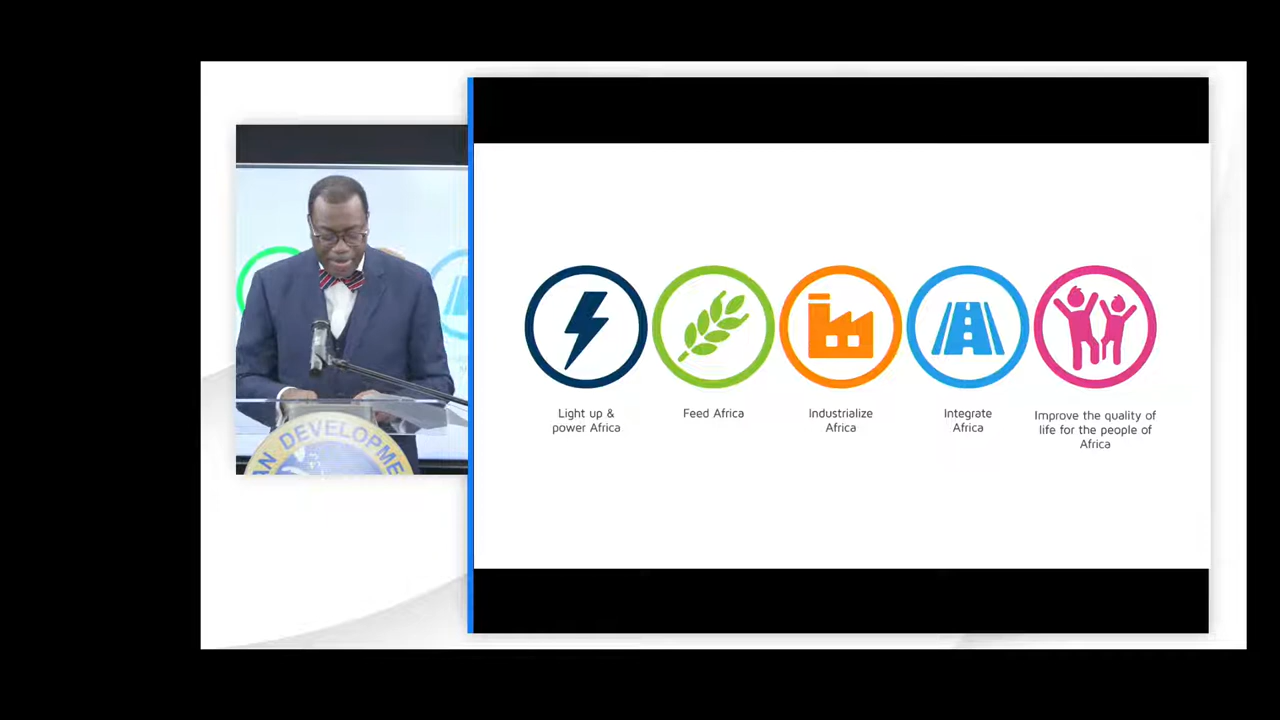 AN DEVELOPME
Light up &
power Africa
Feed Africa
Industrialize
Africa
Integrate
Africa
Improve the quality of
life for the people of
Africa